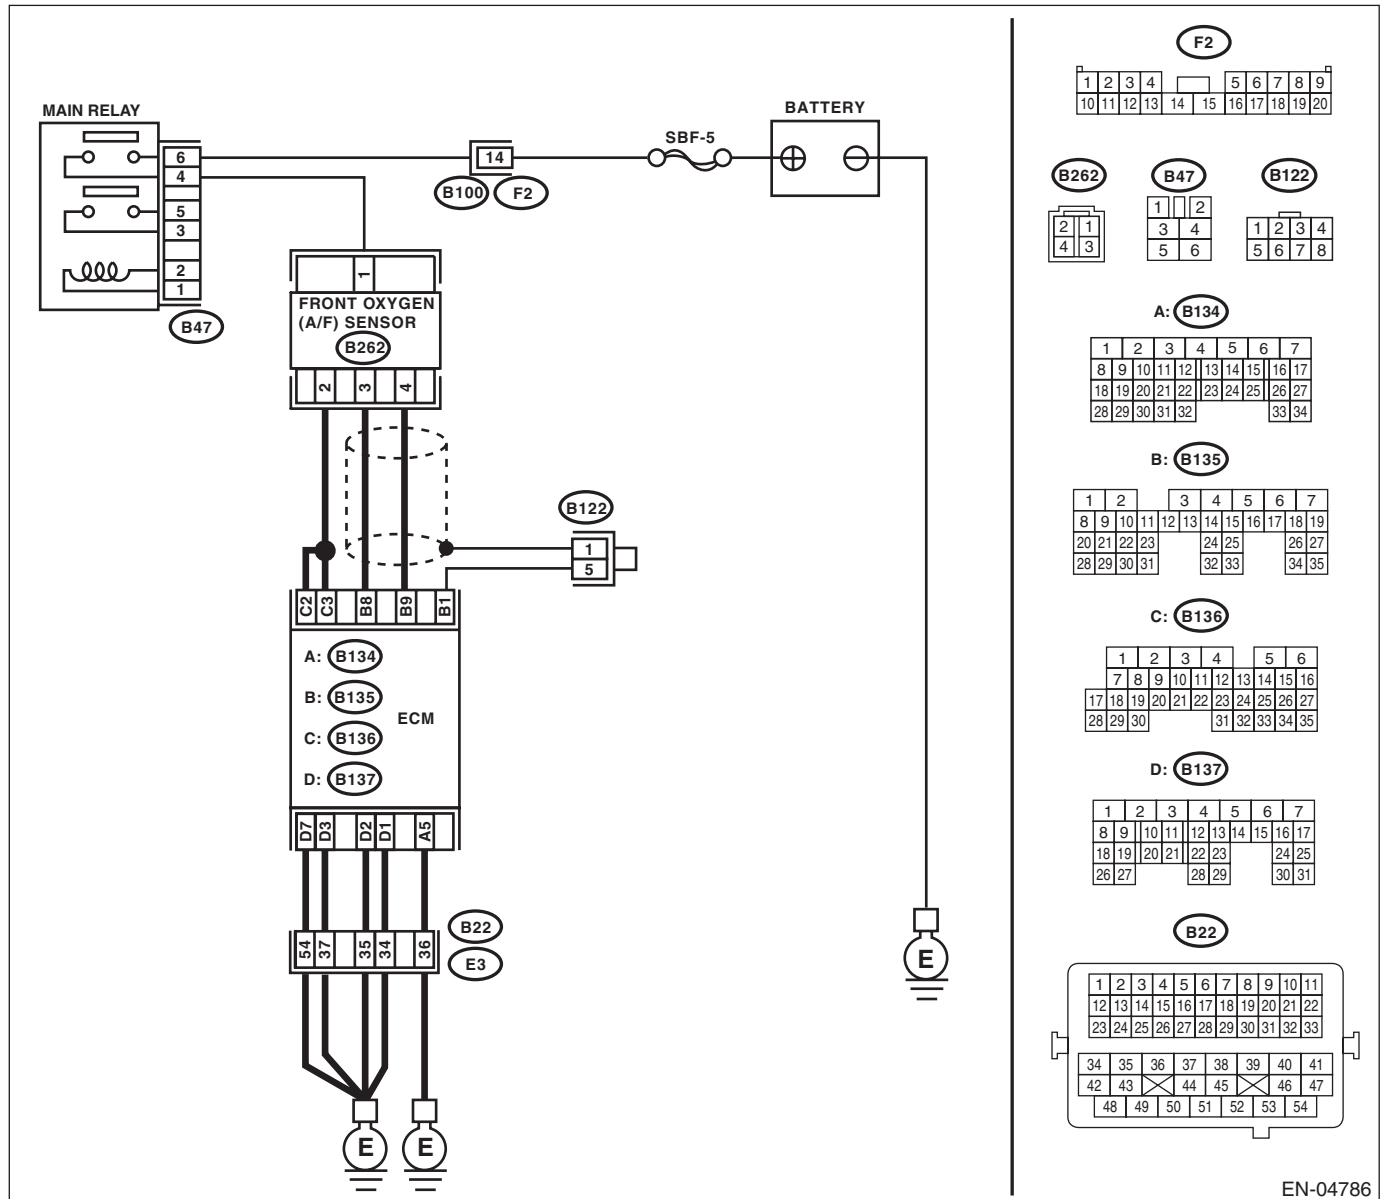 MAIN RELAY
6
4
5
3
2
1
B47
14
B100 F2
SBF-5
BATTERY
1
FRONT OXYGEN
(A/F) SENSOR
B262
2 3 4
B122
1
5
C2 C3 B8 B9 B1
A: B134
B: B135
ECM
C: B136
D: B137
D7 D3 D2 D1 A5
B22
54 37 35 34 36
E3
E E
E
F2
1 2 3 4 5 6 7 8 9
10 11 12 13 14 15 16 17 18 19 20
B262 B47 B122
2 1
4 3
1 2
3 4
5 6
1 2 3 4
5 6 7 8
A: B134
1 2 3 4 5 6 7
8 9 10 11 12 13 14 15 16 17
18 19 20 21 22 23 24 25 26 27
28 29 30 31 32 33 34
B: B135
1 2 3 4 5 6 7
8 9 10 11 12 13 14 15 16 17 18 19
20 21 22 23 24 25 26 27
28 29 30 31 32 33 34 35
C: B136
1 2 3 4 5 6
7 8 9 10 11 12 13 14 15 16
17 18 19 20 21 22 23 24 25 26 27
28 29 30 31 32 33 34 35
D: B137
1 2 3 4 5 6 7
8 9 10 11 12 13 14 15 16 17
18 19 20 21 22 23 24 25
26 27 28 29 30 31
B22
1 2 3 4 5 6 7 8 9 10 11
12 13 14 15 16 17 18 19 20 21 22
23 24 25 26 27 28 29 30 31 32 33
34 35 36 37 38 39 40 41
42 43 44 45 46 47
48 49 50 51 52 53 54
EN-04786